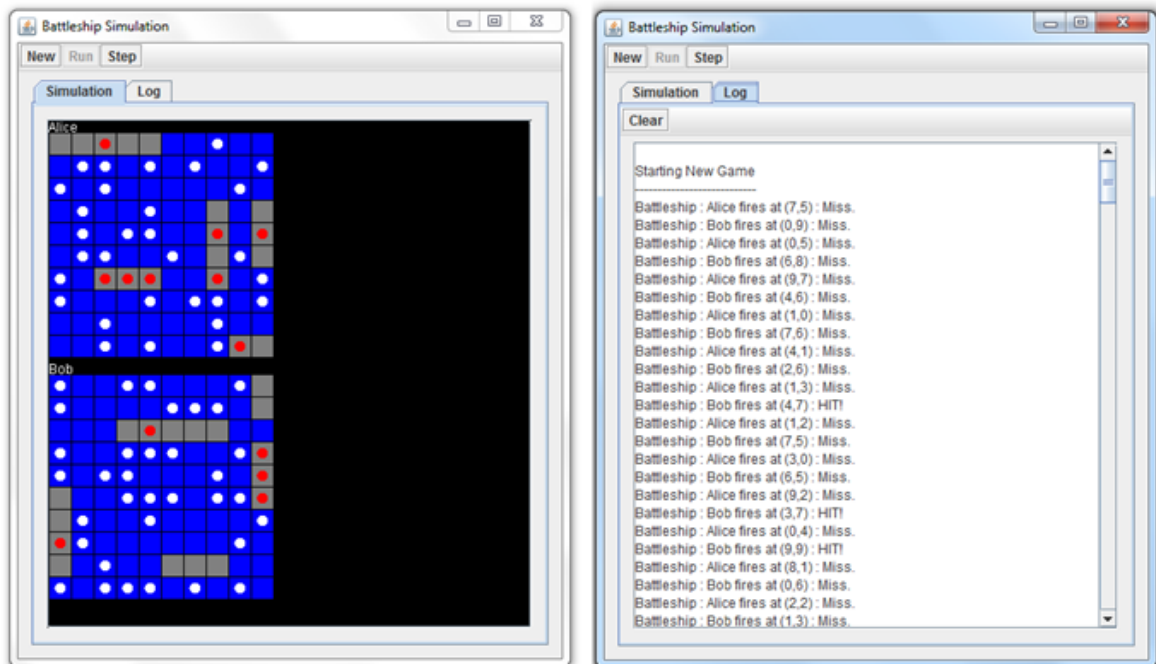 Battleship Simulation
New Run Step
Simulation Log
Alice
Bob
Battleship Simulation
New Run Step
Simulation Log
Clear
Starting New Game
----------------------------
Battleship : Alice fires at (7,5) : Miss.
Battleship : Bob fires at (0,9) : Miss.
Battleship : Alice fires at (0,5) : Miss.
Battleship : Bob fires at (6,8) : Miss.
Battleship : Alice fires at (9,7) : Miss.
Battleship : Bob fires at (4,6) : Miss.
Battleship : Alice fires at (1,0) : Miss.
Battleship : Bob fires at (7,6) : Miss.
Battleship : Alice fires at (4,1) : Miss.
Battleship : Bob fires at (2,6) : Miss.
Battleship : Alice fires at (1,3) : Miss.
Battleship : Bob fires at (4,7) : HIT!
Battleship : Alice fires at (1,2) : Miss.
Battleship : Bob fires at (7,5) : Miss.
Battleship : Alice fires at (3,0) : Miss.
Battleship : Bob fires at (6,5) : Miss.
Battleship : Alice fires at (9,2) : Miss.
Battleship : Bob fires at (3,7) : HIT!
Battleship : Alice fires at (0,4) : Miss.
Battleship : Bob fires at (9,9) : HIT!
Battleship : Alice fires at (8,1) : Miss.
Battleship : Bob fires at (0,6) : Miss.
Battleship : Alice fires at (2,2) : Miss.
Battleship : Bob fires at (1,3) : Miss.